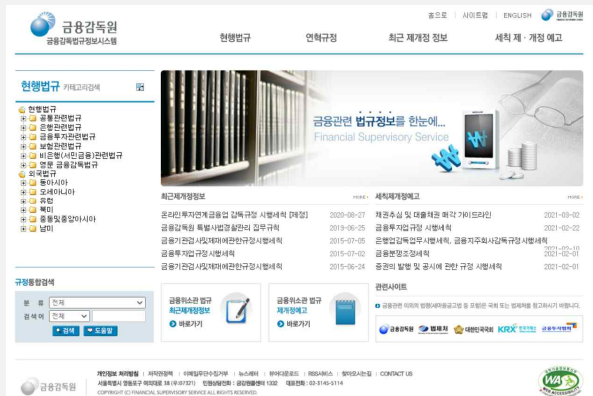 홈으로 | 사이트맵 | ENGLISH 금융감독원
금융감독원
금융감독법규정보시스템
현행법규 연혁규정 최근 제개정 정보 세칙 제·개정 예고
현행법규 카테고리검색
현행법규
공통관련법규
은행관련법규
금융투자관련법규
보험관련법규
비은행(서민금융)관련법규
영문 금융감독법규
외국법규
동아시아
오세아니아
유럽
북미
중동및중앙아시아
남미
금융관련 법규정보를 한눈에...
Financial Supervisory Service
최근제개정정보 MORE
온라인투자연계금융업 감독규정 시행세칙 [제정] 2020-08-27
금융감독원 특별사법경찰관리 집무규칙 2019-06-25
금융기관검사및제재에관한규정시행세칙 2015-07-05
금융투자업규정시행세칙 2015-07-02
금융기관검사및제재에관한규정시행세칙 2015-06-24
세칙제개정예고 MORE
채권추심 및 대출채권 매각 가이드라인 2021-03-02
금융투자업규정 시행세칙 2021-02-22
은행업감독업무시행세칙, 금융지주회사감독규정시행세칙 2021-02-10
금융분쟁조정세칙 2021-02-01
증권의 발행 및 공시에 관한 규정 시행세칙 2021-02-01
규정통합검색
분 류 전체
검색어 전체
검색 도움말
금융위소관 법규
최근제개정정보
바로가기
금융위소관 법규
제개정예고
바로가기
관련사이트
금융관련 이외의 법령(세마을금고법 등 포함)은 국회 또는 법제처를 참고하시기 바랍니다.
금융감독원 법제처 대한민국국회 KRX 금융투자협회
금융감독원
개인정보 처리방침 | 저작권정책 | 이메일무단수집거부 | 뉴스레터 | 뷰어다운로드 | RSS서비스 | 찾아오시는길 | CONTACT US
서울특별시 영등포구 여의대로 38 (우:07321) 민원상담전화 : 금감원콜센터 1332 대표전화 : 02-3145-5114
COPYRIGHT (C) FINANCIAL SUPERVISORY SERVICE ALL RIGHTS RESERVED
WA
WEB ACCESSIBILITY